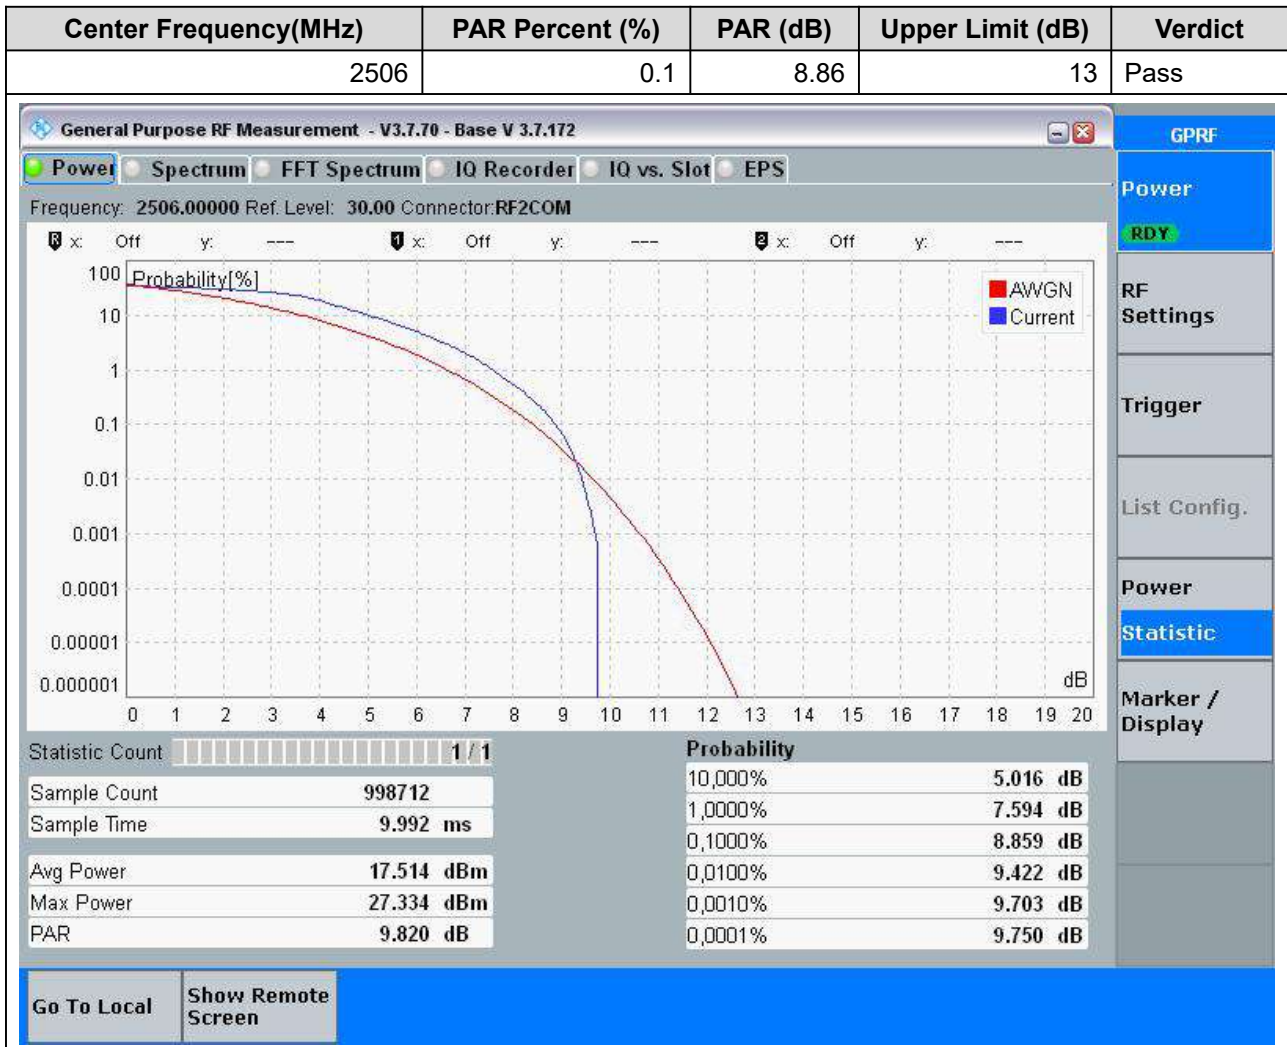 Center Frequency(MHz) PAR Percent (%) PAR (dB) Upper Limit (dB) Verdict
2506 0.1 8.86 13 Pass
General Purpose RF Measurement - V3.7.70 - Base V 3.7.172
GPRF
Power Spectrum FFT Spectrum IQ Recorder IQ vs. Slot EPS
Frequency: 2506.00000 Ref. Level: 30.00 Connector:RF2COM
R x: Off y: --- 1 x: Off y: --- 2 x: Off y: ---
Probability[%]
100
10
1
0.1
0.01
0.001
0.0001
0.00001
0.000001
AWGN
Current
dB
0 1 2 3 4 5 6 7 8 9 10 11 12 13 14 15 16 17 18 19 20
Statistic Count 1 / 1
Sample Count 998712
Sample Time 9.992 ms
Avg Power 17.514 dBm
Max Power 27.334 dBm
PAR 9.820 dB
Probability
10,000% 5.016 dB
1,0000% 7.594 dB
0,1000% 8.859 dB
0,0100% 9.422 dB
0,0010% 9.703 dB
0,0001% 9.750 dB
Power
RDY
RF
Settings
Trigger
List Config.
Power
Statistic
Marker /
Display
Go To Local
Show Remote
Screen